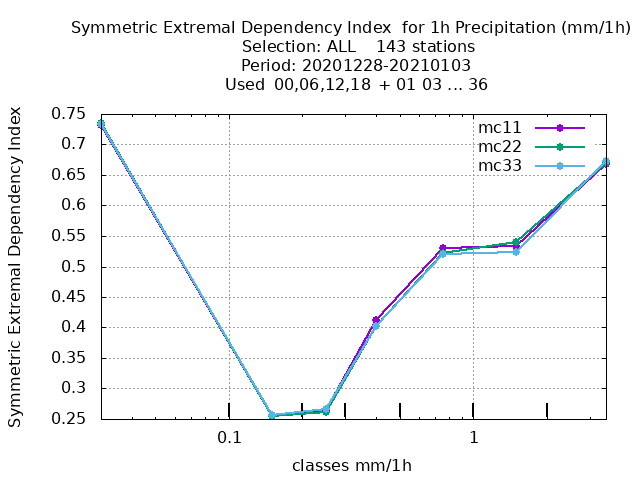 Symmetric Extremal Dependency Index  for 1h Precipitation (mm/1h)
Selection: ALL    143 stations
Period: 20201228-20210103
Used  00,06,12,18  + 01 03 ... 36
Symmetric Extremal Dependency Index
0.75
0.7
0.65
0.6
0.55
0.5
0.45
0.4
0.35
0.3
0.25
mc11
mc22
mc33
0.1
1
classes mm/1h